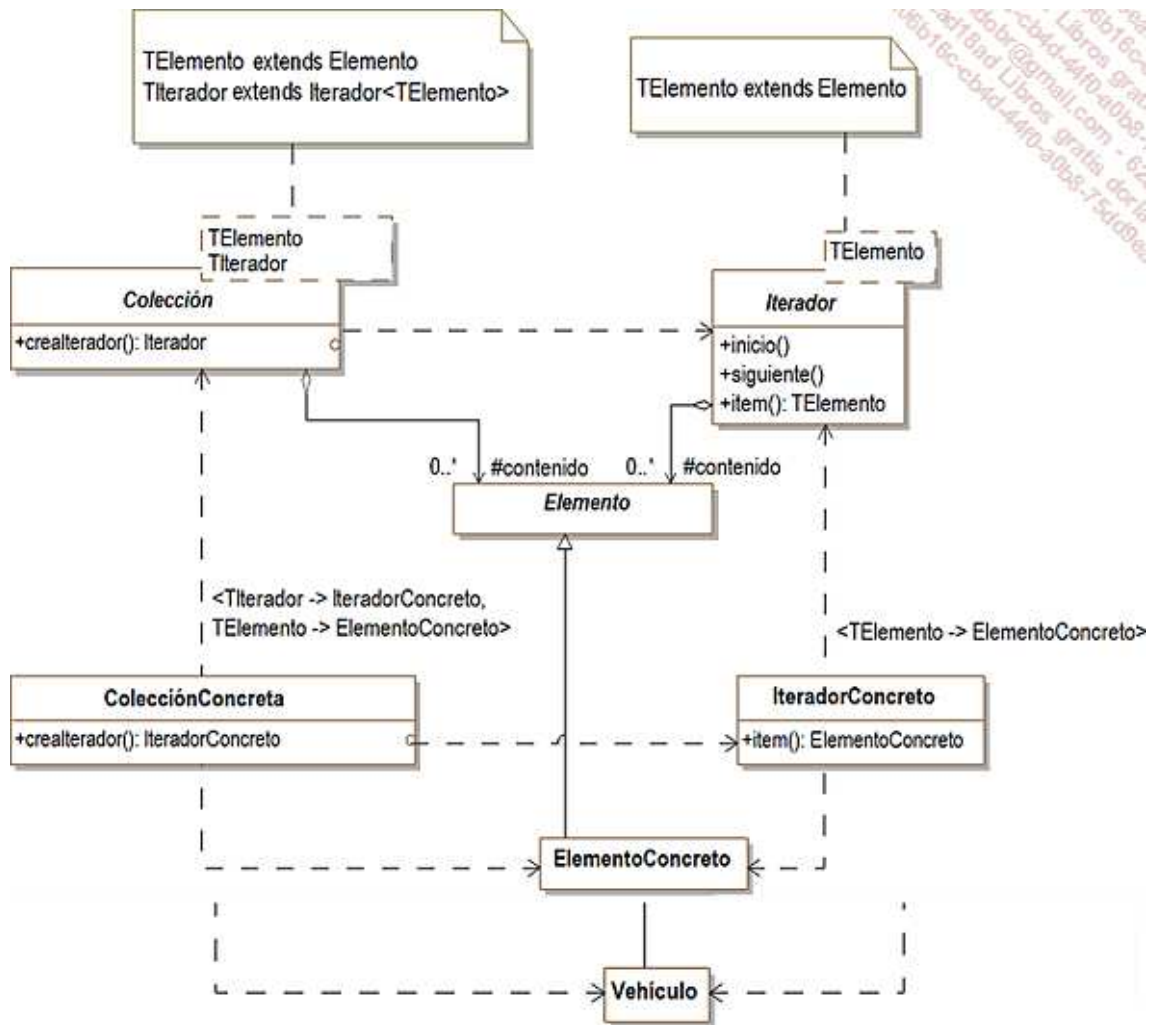 TElemento extends Elemento
TIterador extends Iterador<TElemento>
TElemento extends Elemento
TElemento
TIterador
TElemento
Colección
+creaIterador(): Iterador
Iterador
+inicio()
+siguiente()
+item(): TElemento
0..*
#contenido
0..*
#contenido
Elemento
<TIterador -> IteradorConcreto,
TElemento -> ElementoConcreto>
<TElemento -> ElementoConcreto>
ColecciónConcreta
+creaIterador(): IteradorConcreto
IteradorConcreto
+item(): ElementoConcreto
ElementoConcreto
Vehículo